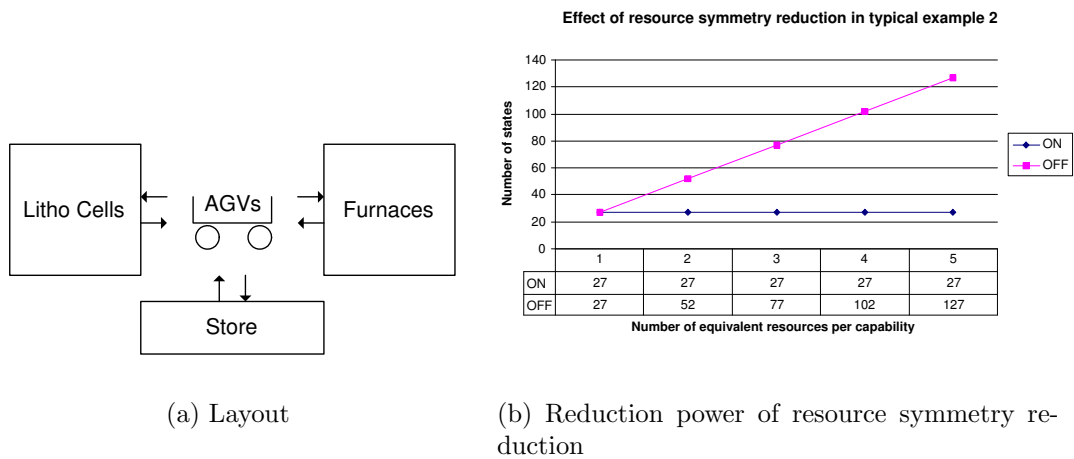 Effect of resource symmetry reduction in typical example 2
Litho Cells
AGVs
Furnaces
Store
Number of states
140
120
100
80
60
40
20
0
ON
OFF
1 2 3 4 5
ON 27 27 27 27 27
OFF 27 52 77 102 127
Number of equivalent resources per capability
(a) Layout
(b) Reduction power of resource symmetry re-
duction